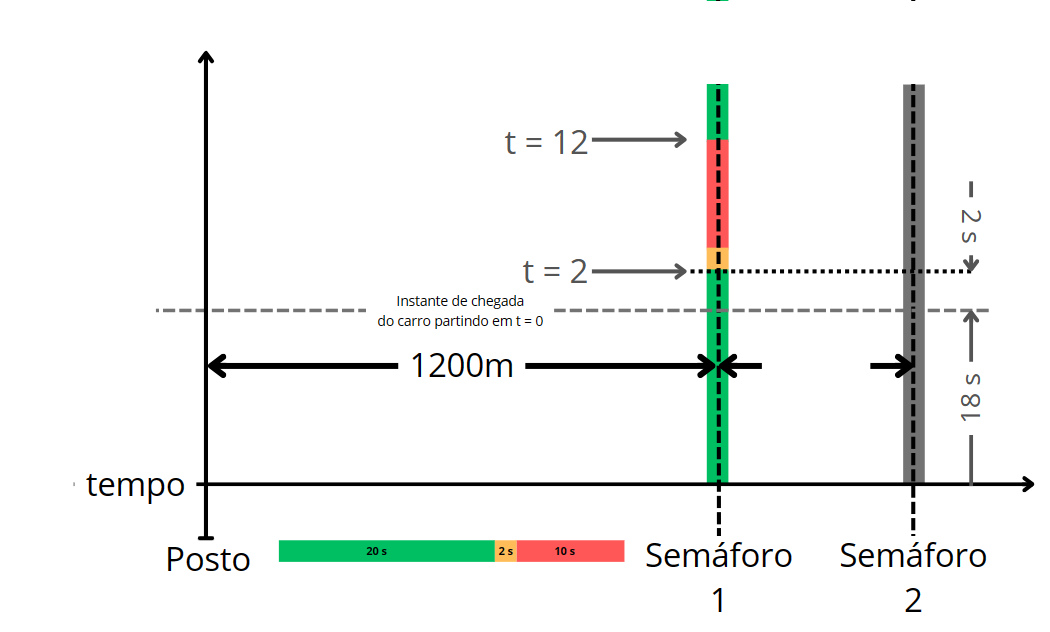 t = 12
2 s
t = 2
Instante de chegada
do carro partindo em t = 0
1200m
18 s
tempo
Posto
20 s
2 s
10 s
Semáforo
1
Semáforo
2